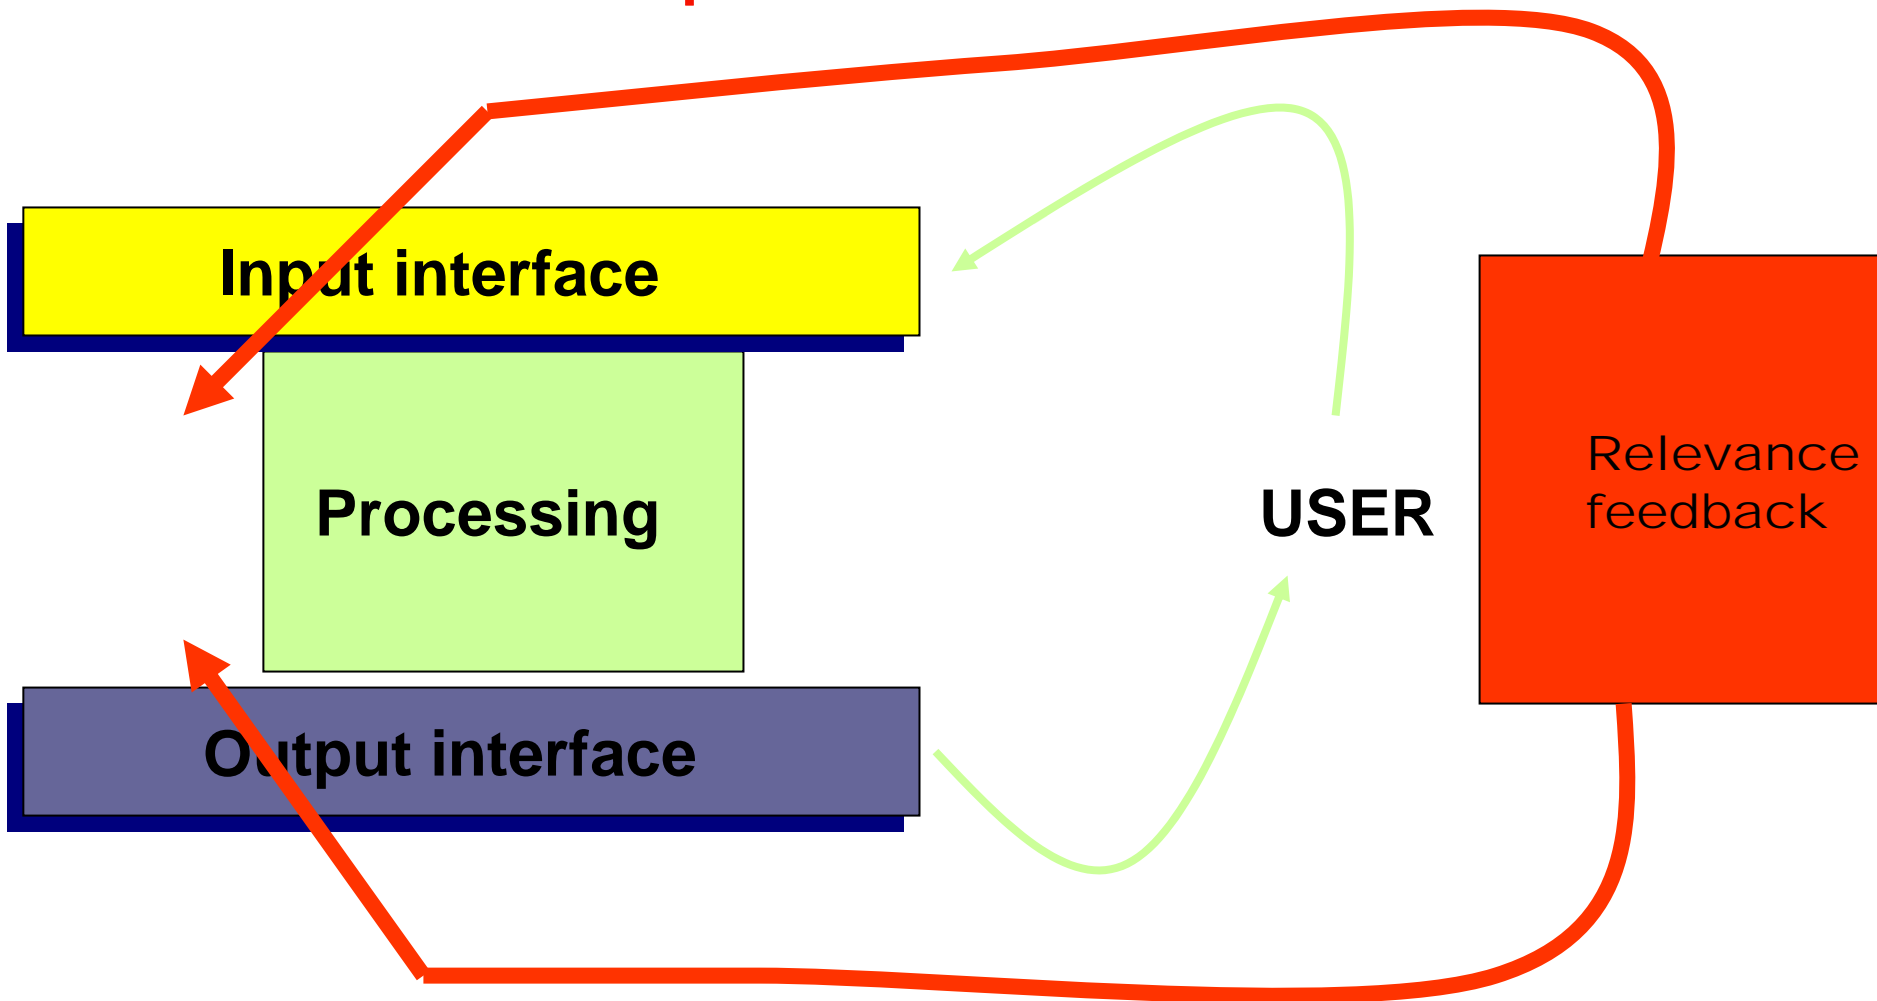 Input interface
Processing
USER
Relevance
feedback
Output interface